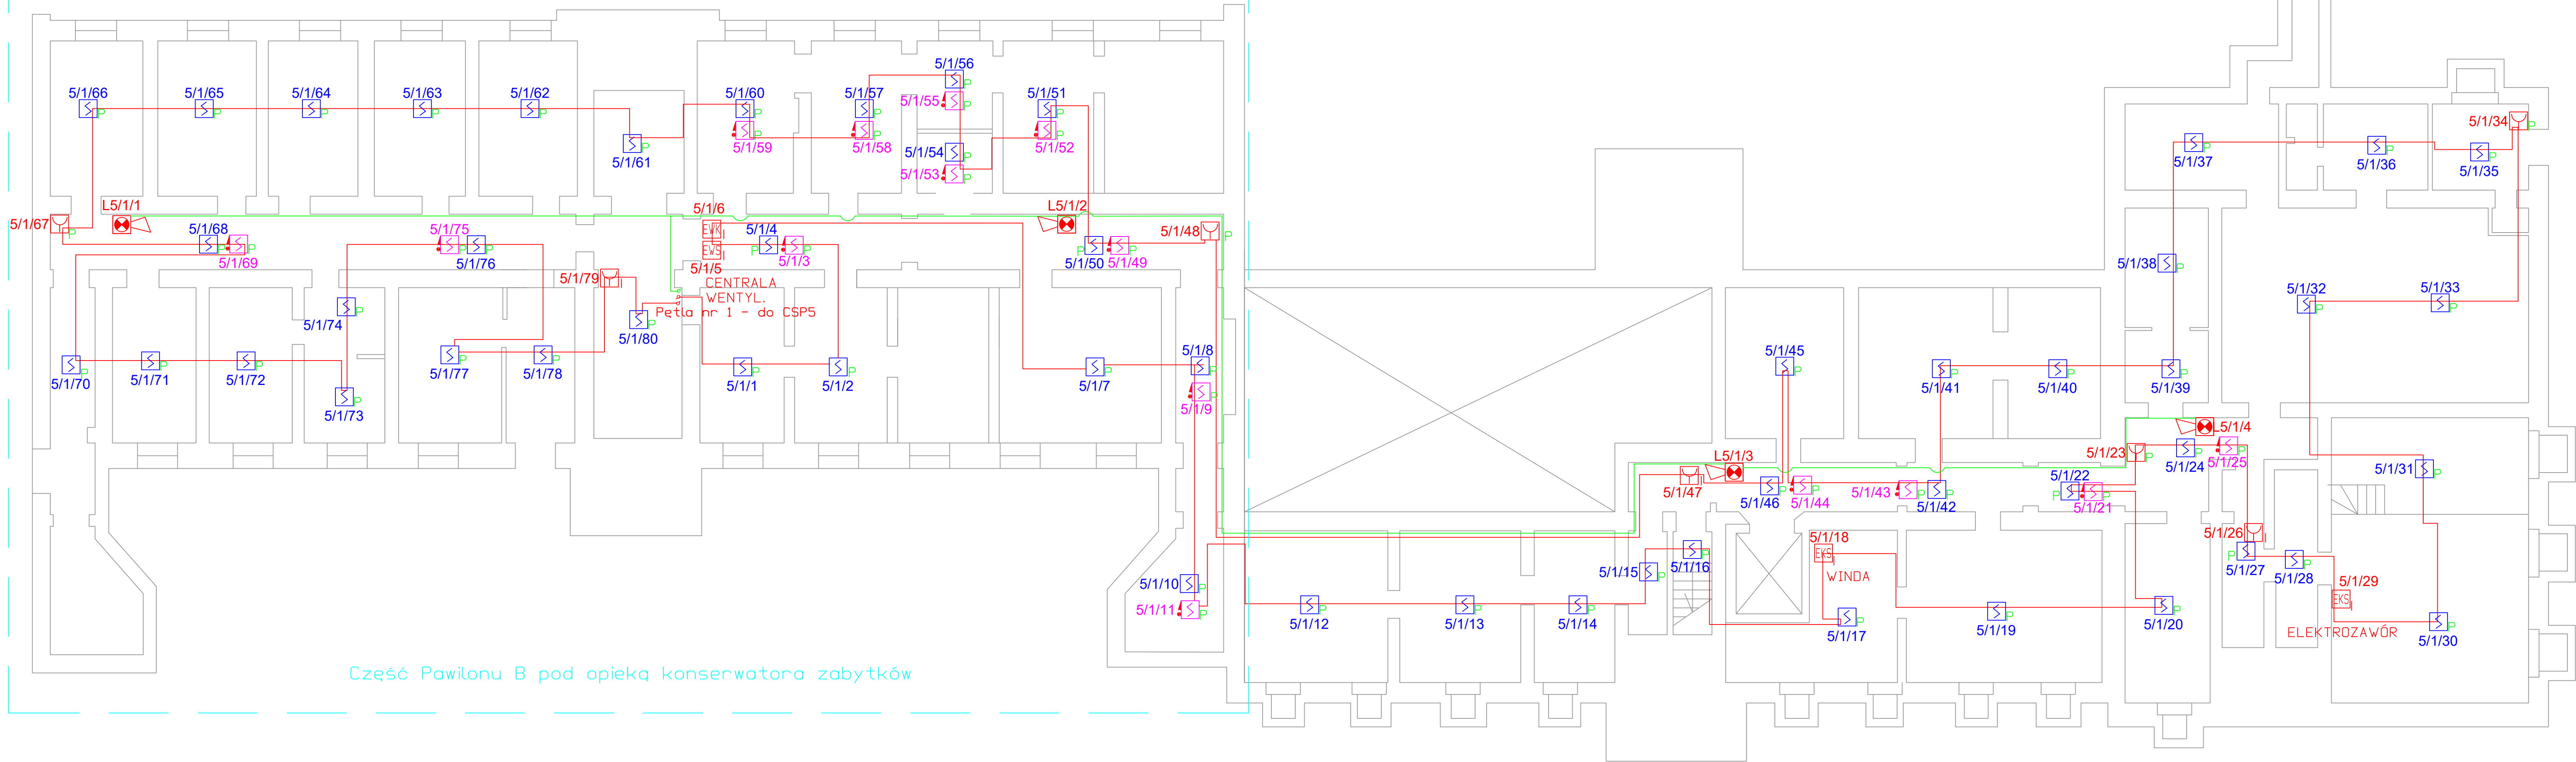 5/1/66 5/1/65 5/1/64 5/1/63 5/1/62 5/1/60 5/1/57 5/1/56 5/1/51
5/1/55
5/1/61 5/1/59 5/1/58 5/1/54 5/1/52
5/1/53
5/1/34
5/1/37 5/1/36 5/1/35
5/1/67 L5/1/1 5/1/6 L5/1/2
EWK
5/1/68 5/1/75 5/1/4 5/1/48
EWS
5/1/69 5/1/76 5/1/5 5/1/3 5/1/50 5/1/49
5/1/38
5/1/79 CENTRALA
WENTYL.
Pętla nr 1 - do CSP5
5/1/74 5/1/80
5/1/32 5/1/33
5/1/70 5/1/71 5/1/72 5/1/77 5/1/78 5/1/1 5/1/2 5/1/7 5/1/8
5/1/73 5/1/9
5/1/45 5/1/41 5/1/40 5/1/39
L5/1/4
L5/1/3 5/1/23 5/1/24 5/1/25
5/1/31
5/1/47 5/1/46 5/1/44 5/1/43 5/1/42 5/1/22
5/1/21
5/1/18 5/1/26
EKS
5/1/10 5/1/15 5/1/16 WINDA 5/1/27 5/1/28 5/1/29
EKS
5/1/11
5/1/12 5/1/13 5/1/14 5/1/17 5/1/19 5/1/20
ELEKTROZAWÓR 5/1/30
Część Pawilonu B pod opieką konserwatora zabytków